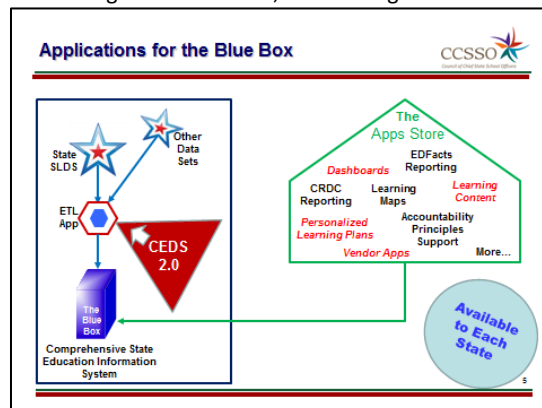 Applications for the Blue Box
CCSSO
Council of Chief State School Officers
State
SLDS
Other
Data
Sets
ETL
App
CEDS
2.0
The
Blue
Box
Comprehensive State
Education Information
System
The
Apps Store
EDFacts
Reporting
Dashboards
CRDC
Reporting
Learning
Maps
Learning
Content
Personalized
Learning Plans
Accountability
Principles
Support
Vendor Apps
More...
Available
to Each
State
5